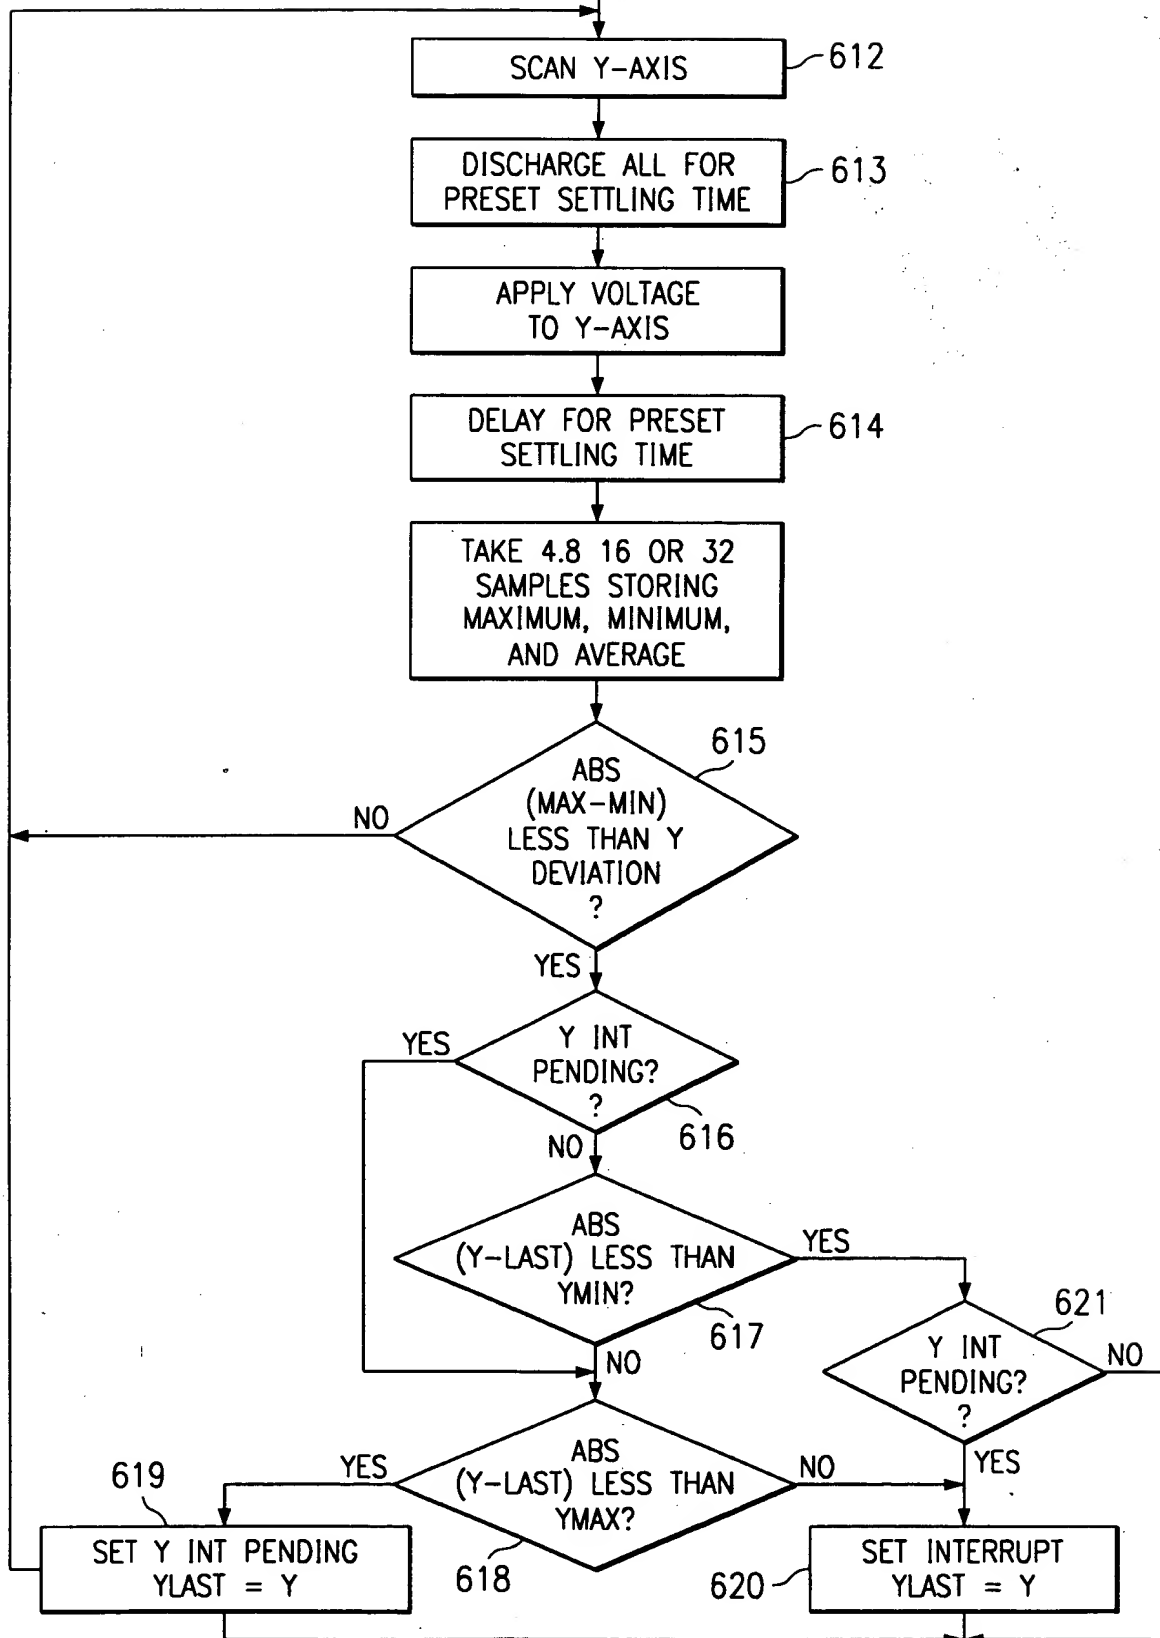 SCAN Y-AXIS
612
DISCHARGE ALL FOR
PRESET SETTLING TIME
613
APPLY VOLTAGE
TO Y-AXIS
DELAY FOR PRESET
SETTLING TIME
614
TAKE 4.8 16 OR 32
SAMPLES STORING
MAXIMUM, MINIMUM,
AND AVERAGE
615
ABS
(MAX-MIN)
LESS THAN Y
DEVIATION
?
NO
YES
Y INT
PENDING?
?
YES
616
NO
ABS
(Y-LAST) LESS THAN
YMIN?
YES
617
NO
621
Y INT
PENDING?
?
NO
YES
ABS
(Y-LAST) LESS THAN
YMAX?
YES
NO
618
619
SET Y INT PENDING
YLAST = Y
SET INTERRUPT
YLAST = Y
620